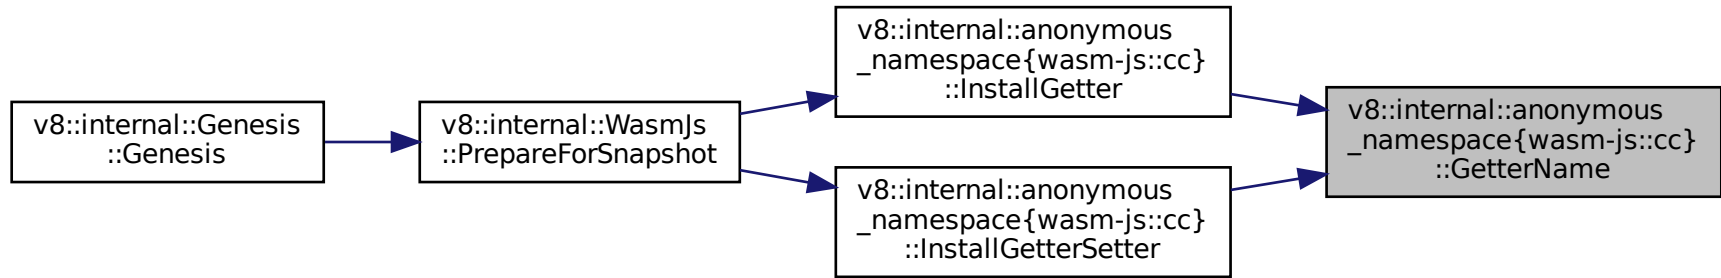 v8::internal::Genesis
::Genesis
v8::internal::WasmJs
::PrepareForSnapshot
v8::internal::anonymous
_namespace{wasm-js::cc}
::InstallGetter
v8::internal::anonymous
_namespace{wasm-js::cc}
::InstallGetterSetter
v8::internal::anonymous
_namespace{wasm-js::cc}
::GetterName